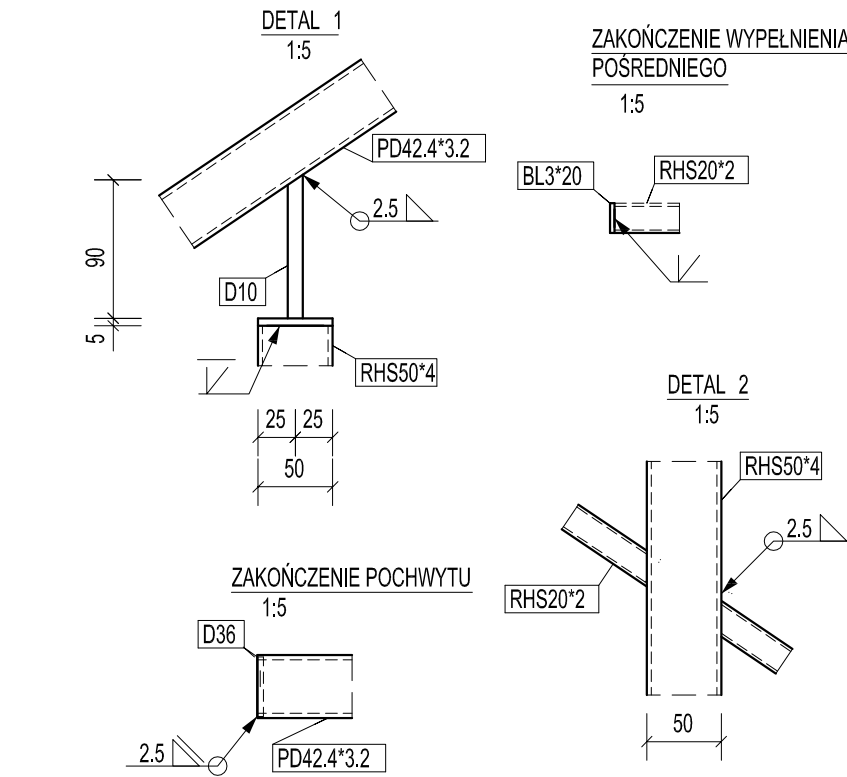 DETAL 1
1:5
PD42.4*3.2
2.5
90
D10
5
RHS50*4
25 25
50
ZAKOŃCZENIE WYPEŁNIENIA
POŚREDNIEGO
1:5
BL3*20
RHS20*2
DETAL 2
1:5
RHS50*4
2.5
RHS20*2
50
ZAKOŃCZENIE POCHWYTU
1:5
D36
2.5
PD42.4*3.2